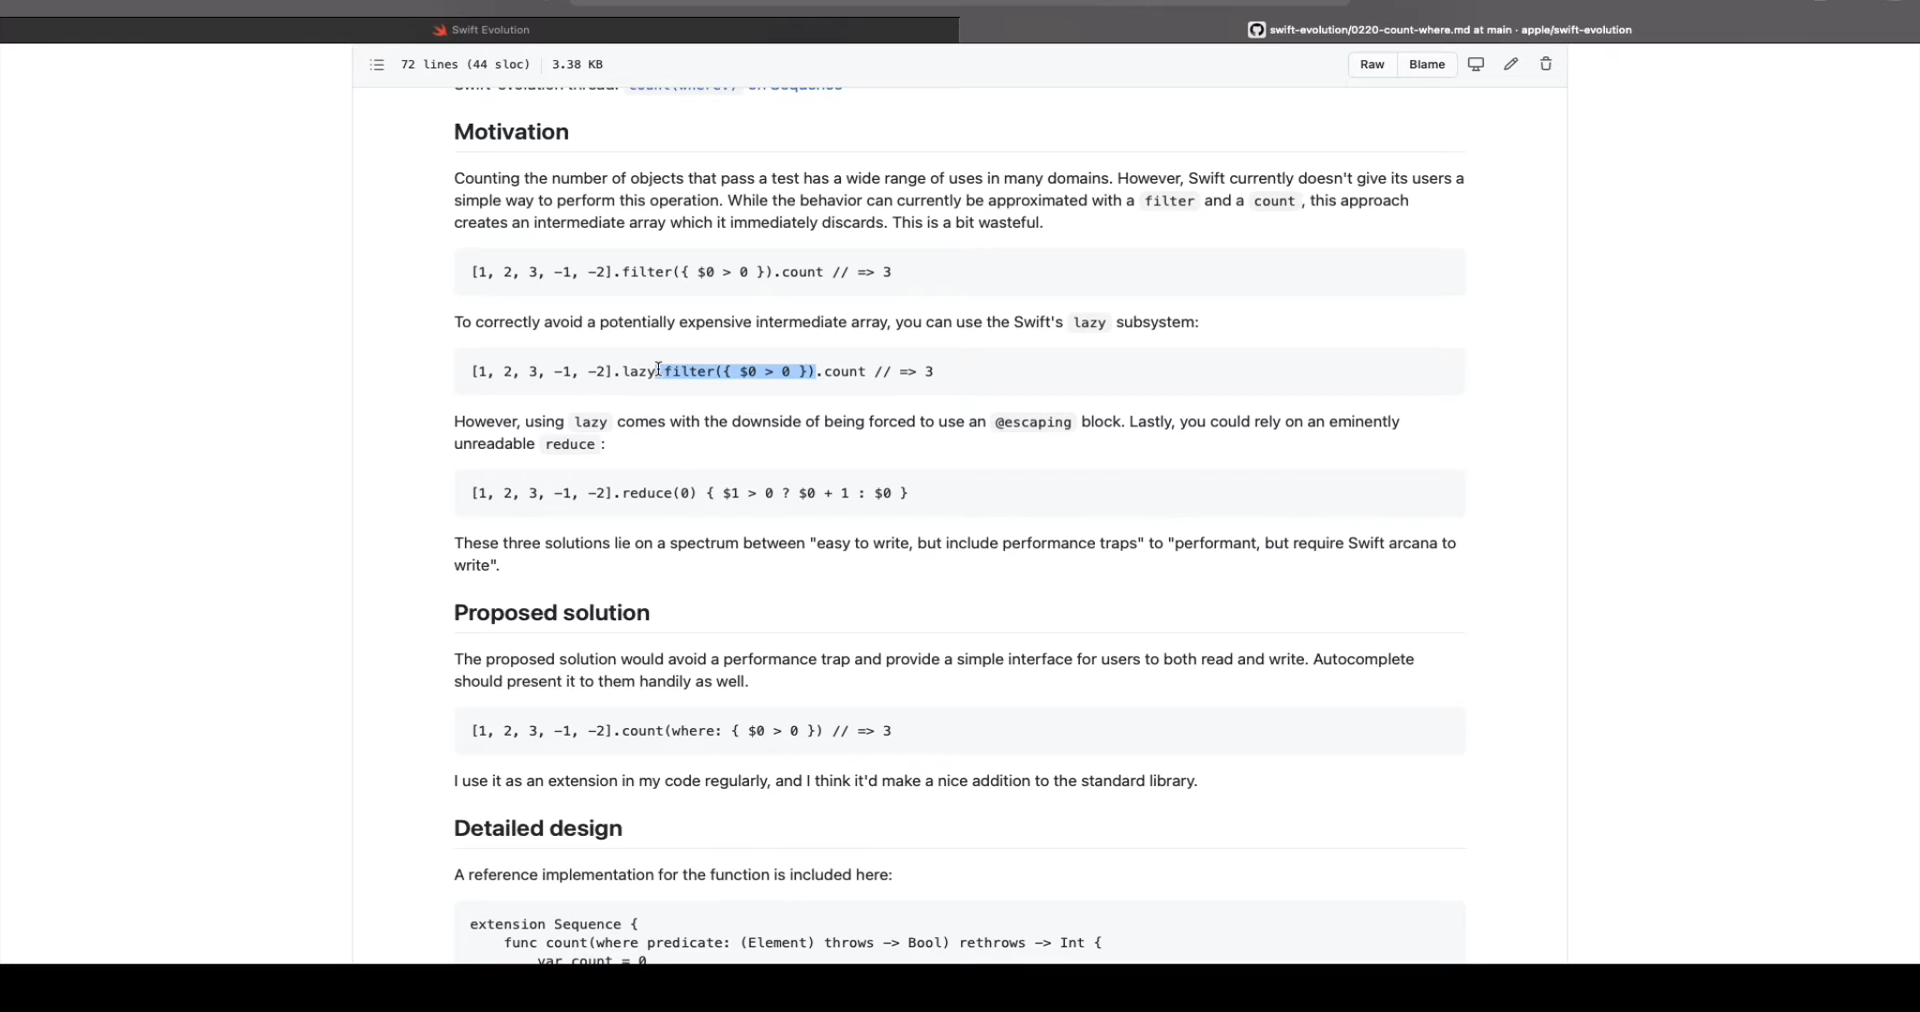 Swift Evolution
swift-evolution/0220-count-where.md at main · apple/swift-evolution
72 lines (44 sloc) 3.38 KB
Raw Blame
Swift-evolution thread: count(where:) on Sequence
Motivation
Counting the number of objects that pass a test has a wide range of uses in many domains. However, Swift currently doesn't give its users a
simple way to perform this operation. While the behavior can currently be approximated with a filter and a count, this approach
creates an intermediate array which it immediately discards. This is a bit wasteful.
[1, 2, 3, -1, -2].filter({ $0 > 0 }).count // => 3
To correctly avoid a potentially expensive intermediate array, you can use the Swift's lazy subsystem:
[1, 2, 3, -1, -2].lazy.filter({ $0 > 0 }).count // => 3
However, using lazy comes with the downside of being forced to use an @escaping block. Lastly, you could rely on an eminently
unreadable reduce:
[1, 2, 3, -1, -2].reduce(0) { $1 > 0 ? $0 + 1 : $0 }
These three solutions lie on a spectrum between "easy to write, but include performance traps" to "performant, but require Swift arcana to
write".
Proposed solution
The proposed solution would avoid a performance trap and provide a simple interface for users to both read and write. Autocomplete
should present it to them handily as well.
[1, 2, 3, -1, -2].count(where: { $0 > 0 }) // => 3
I use it as an extension in my code regularly, and I think it'd make a nice addition to the standard library.
Detailed design
A reference implementation for the function is included here:
extension Sequence {
func count(where predicate: (Element) throws -> Bool) rethrows -> Int {
var count = 0